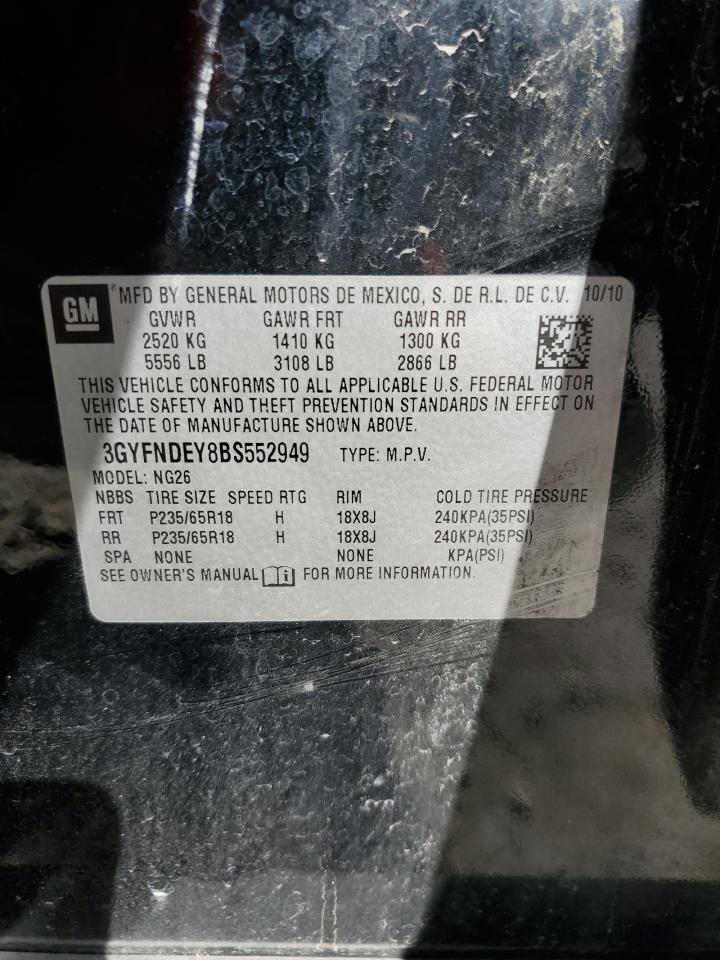 GM ® MFD BY GENERAL MOTORS DE MEXICO, S. DE R.L. DE C.V. 10/10
GVWR GAWR FRT GAWR RR
2520 KG 1410 KG 1300 KG
5556 LB 3108 LB 2866 LB
THIS VEHICLE CONFORMS TO ALL APPLICABLE U.S. FEDERAL MOTOR
VEHICLE SAFETY AND THEFT PREVENTION STANDARDS IN EFFECT ON
THE DATE OF MANUFACTURE SHOWN ABOVE.
3GYFNDEY8BS552949 TYPE: M.P.V.
MODEL: NG26
NBBS TIRE SIZE SPEED RTG RIM COLD TIRE PRESSURE
FRT P235/65R18 H 18X8J 240KPA(35PSI)
RR P235/65R18 H 18X8J 240KPA(35PSI)
SPA NONE NONE KPA(PSI)
SEE OWNER'S MANUAL i FOR MORE INFORMATION.